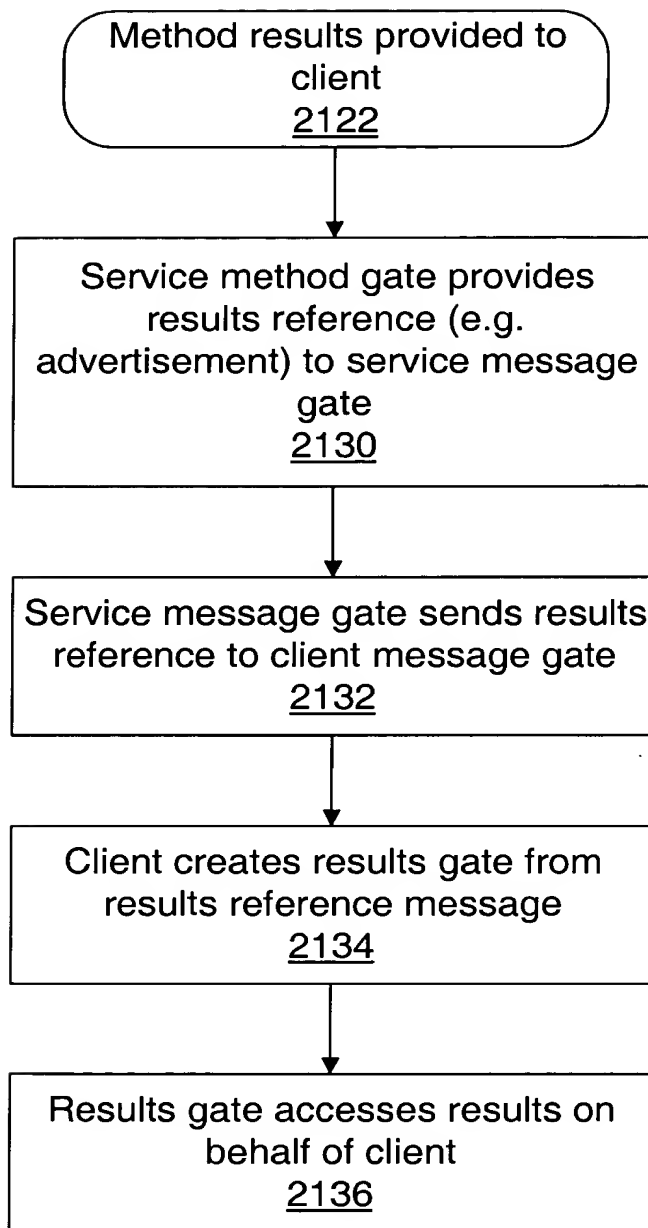 Method results provided to
client
2122
Service method gate provides
results reference (e.g.
advertisement) to service message
gate
2130
Service message gate sends results
reference to client message gate
2132
Client creates results gate from
results reference message
2134
Results gate accesses results on
behalf of client
2136